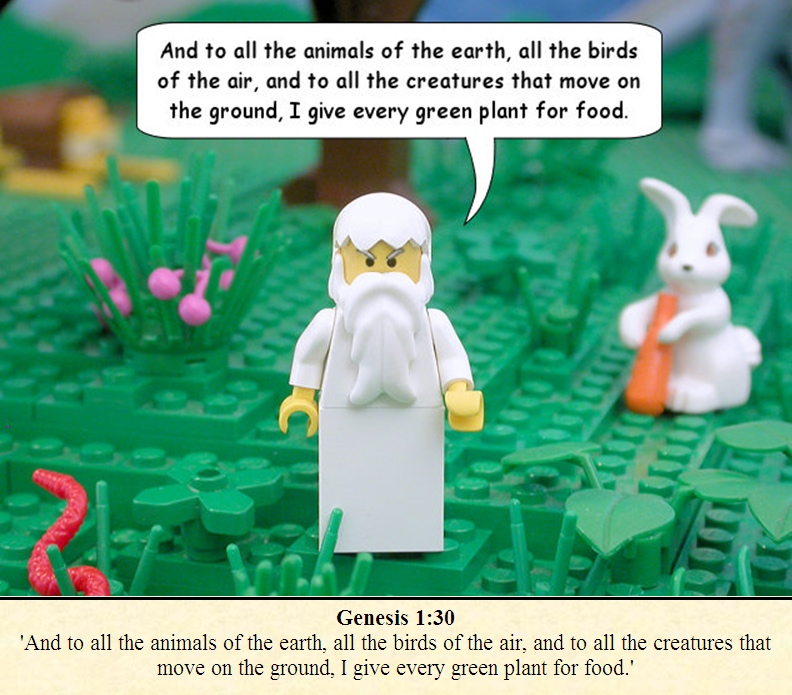 And to all the animals of the earth, all the birds
of the air, and to all the creatures that move on
the ground, I give every green plant for food.
Genesis 1:30
'And to all the animals of the earth, all the birds of the air, and to all the creatures that
move on the ground, I give every green plant for food.'